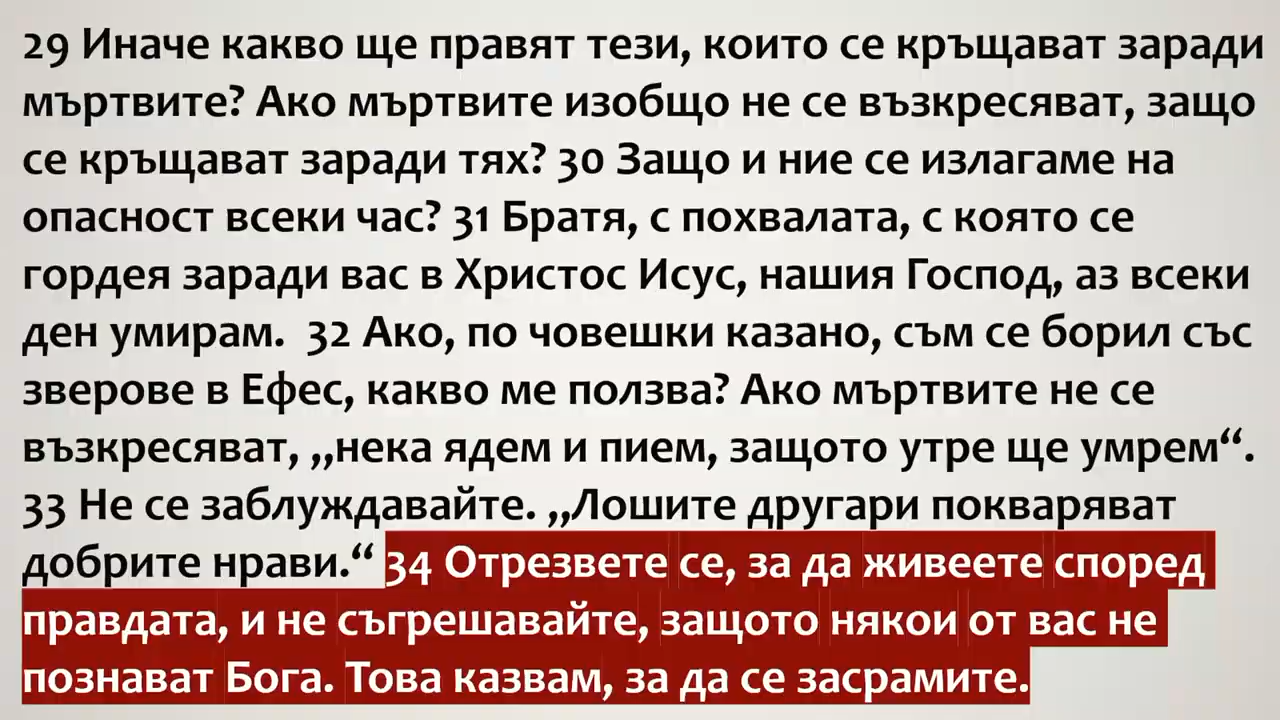 29 Иначе какво ще правят тези, които се кръщават заради
мъртвите? Ако мъртвите изобщо не се възкресяват, защо
се кръщават заради тях? 30 Защо и ние се излагаме на
опасност всеки час? 31 Братя, с похвалата, с която се
гордея заради вас в Христос Исус, нашия Господ, аз всеки
ден умирам.  32 Ако, по човешки казано, съм се борил със
зверове в Ефес, какво ме ползва? Ако мъртвите не се
възкресяват, „нека ядем и пием, защото утре ще умрем“.
33 Не се заблуждавайте. „Лошите другари покваряват
добрите нрави.“ 34 Отрезвете се, за да живеете според
правдата, и не съгрешавайте, защото някои от вас не
познават Бога. Това казвам, за да се засрамите.